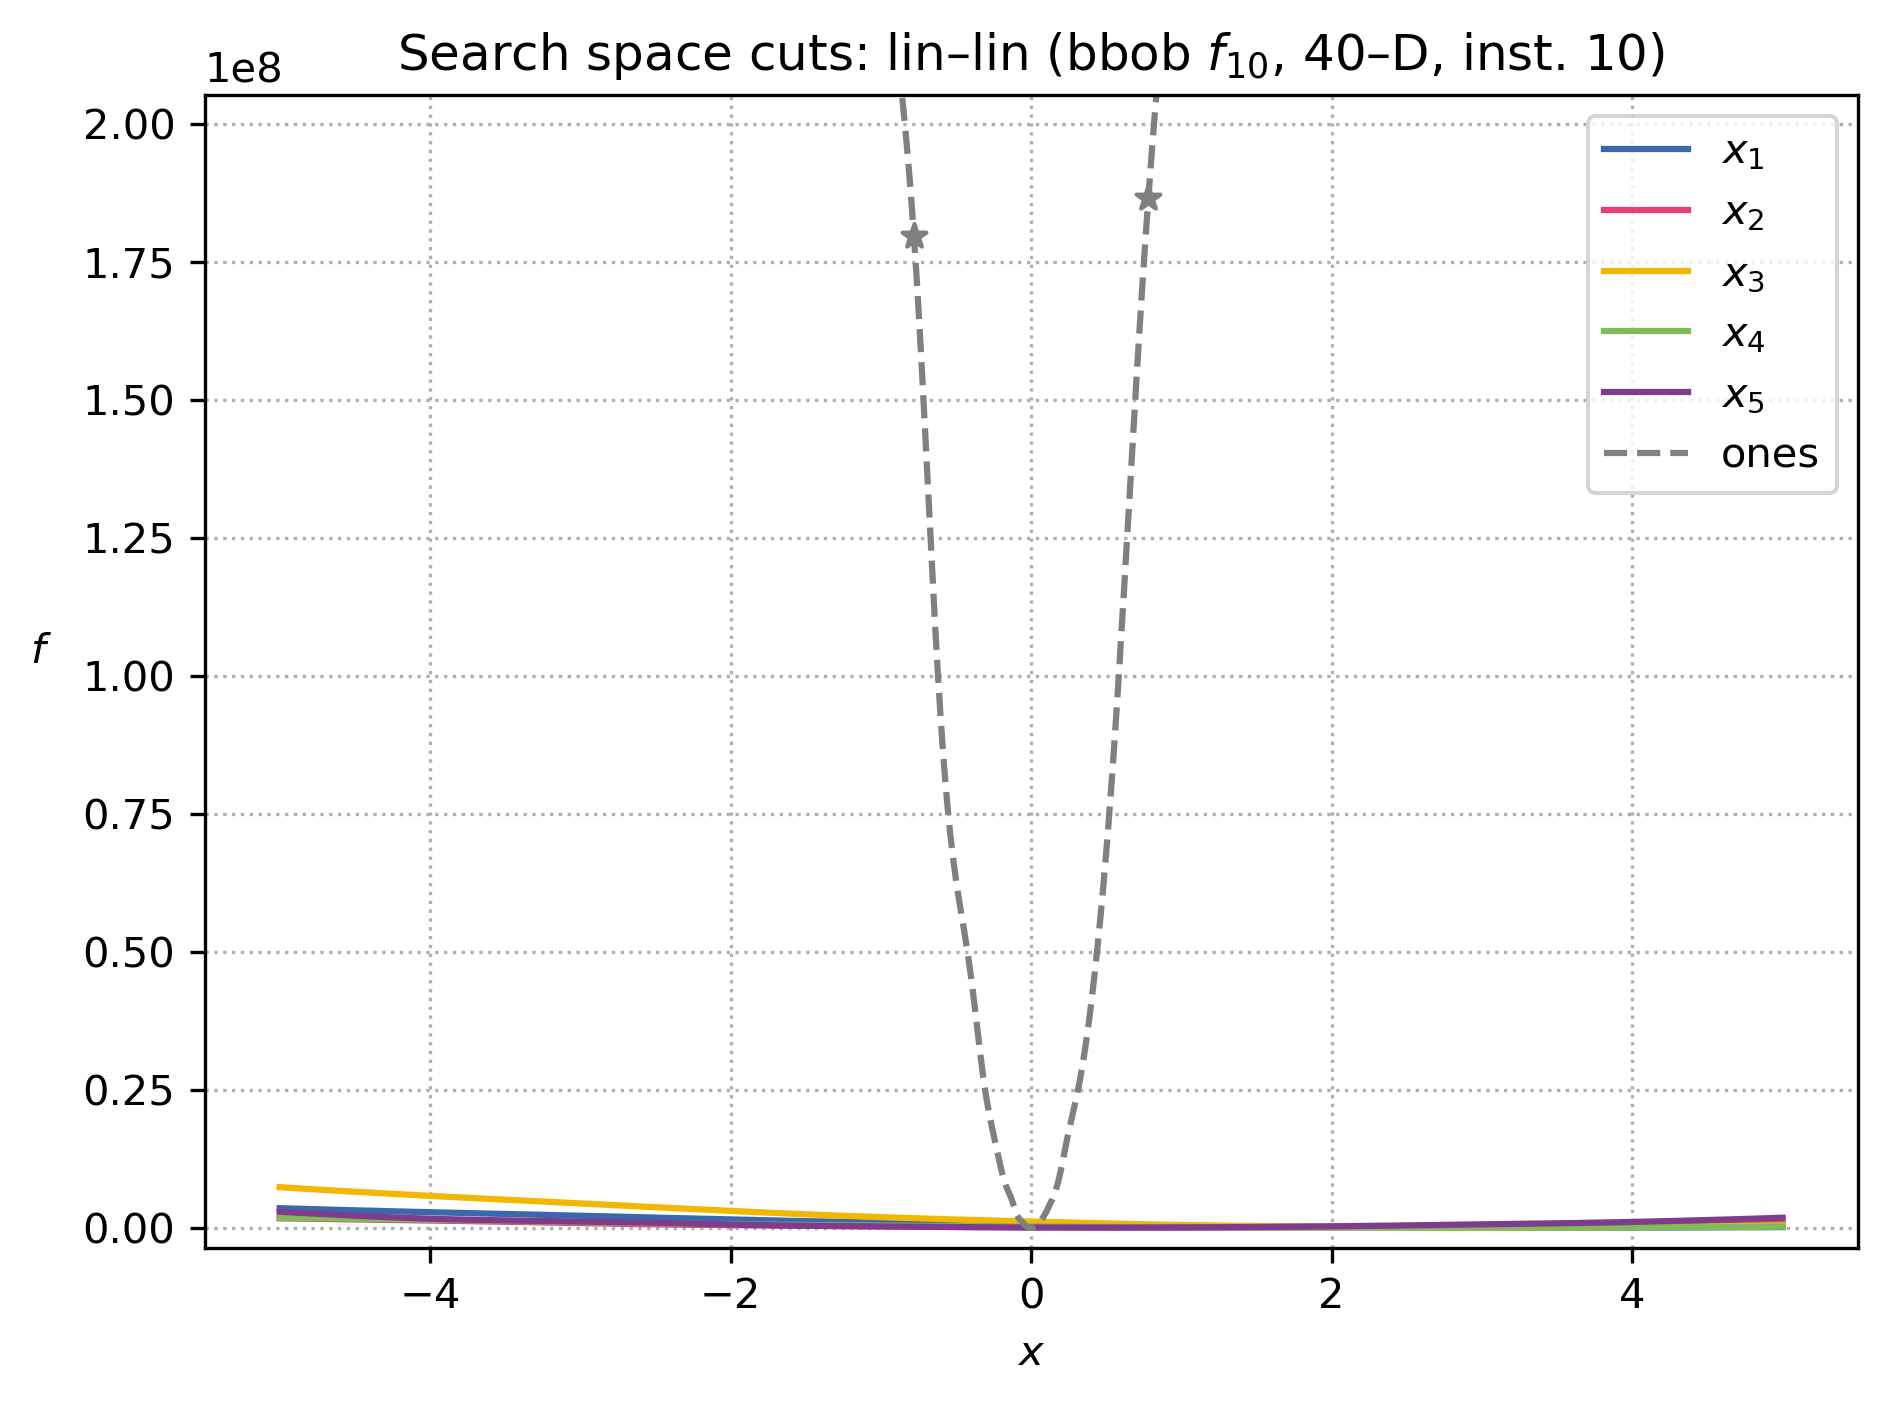 Search space cuts: lin–lin (bbob f10, 40–D, inst. 10)
1e8
2.00
1.75
1.50
1.25
1.00
0.75
0.50
0.25
0.00
f
−4
−2
0
2
4
x
x1
x2
x3
x4
x5
ones